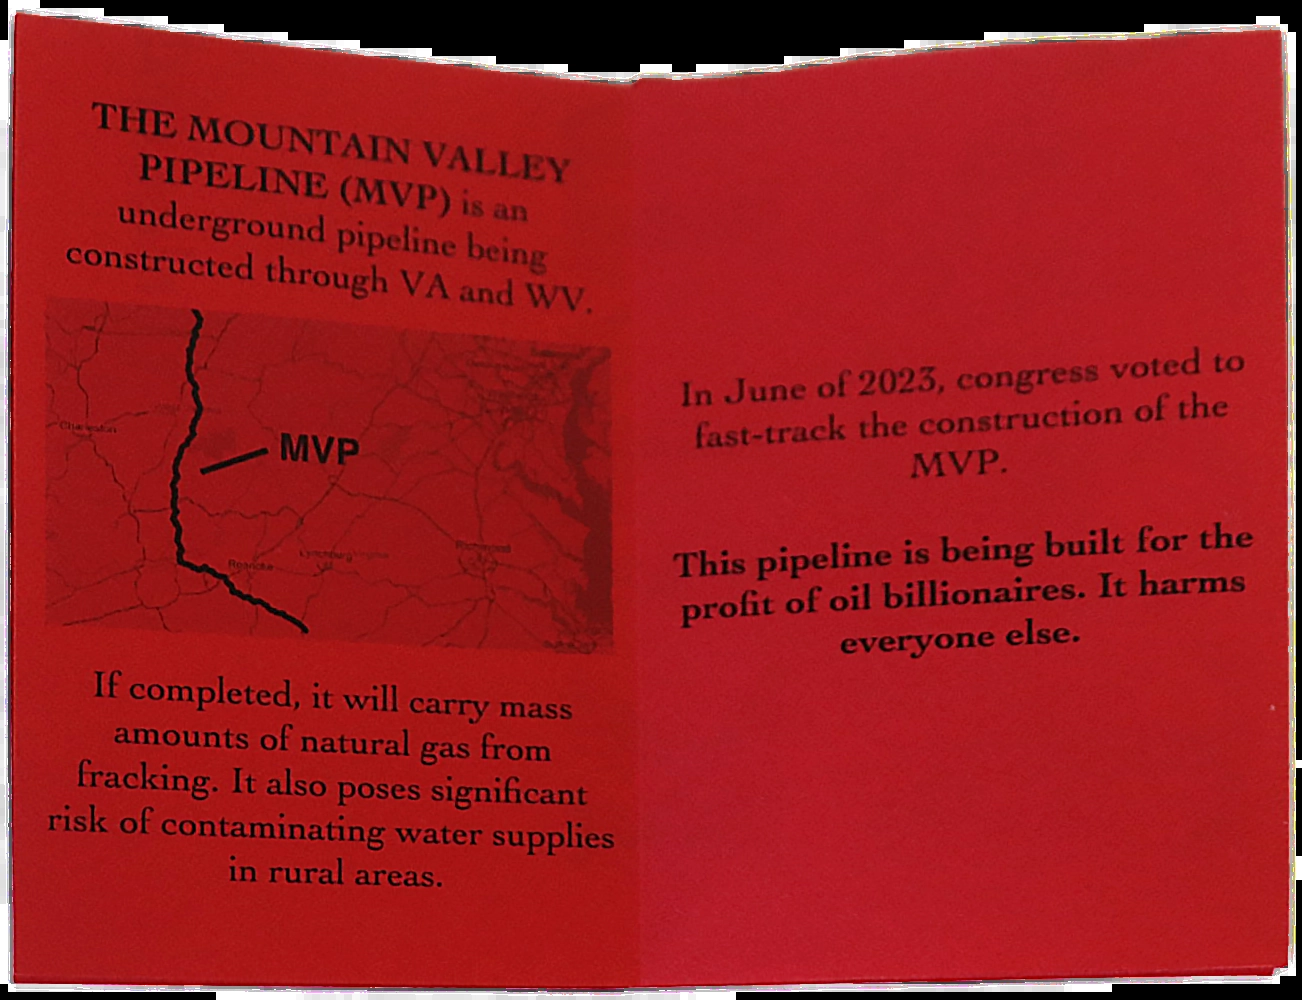 THE MOUNTAIN VALLEY
PIPELINE (MVP) is an
underground pipeline being
constructed through VA and WV.
Charleston
MVP
Roanoke
Lynchburg
Richmond
If completed, it will carry mass
amounts of natural gas from
fracking. It also poses significant
risk of contaminating water supplies
in rural areas.
In June of 2023, congress voted to
fast-track the construction of the
MVP.
This pipeline is being built for the
profit of oil billionaires. It harms
everyone else.